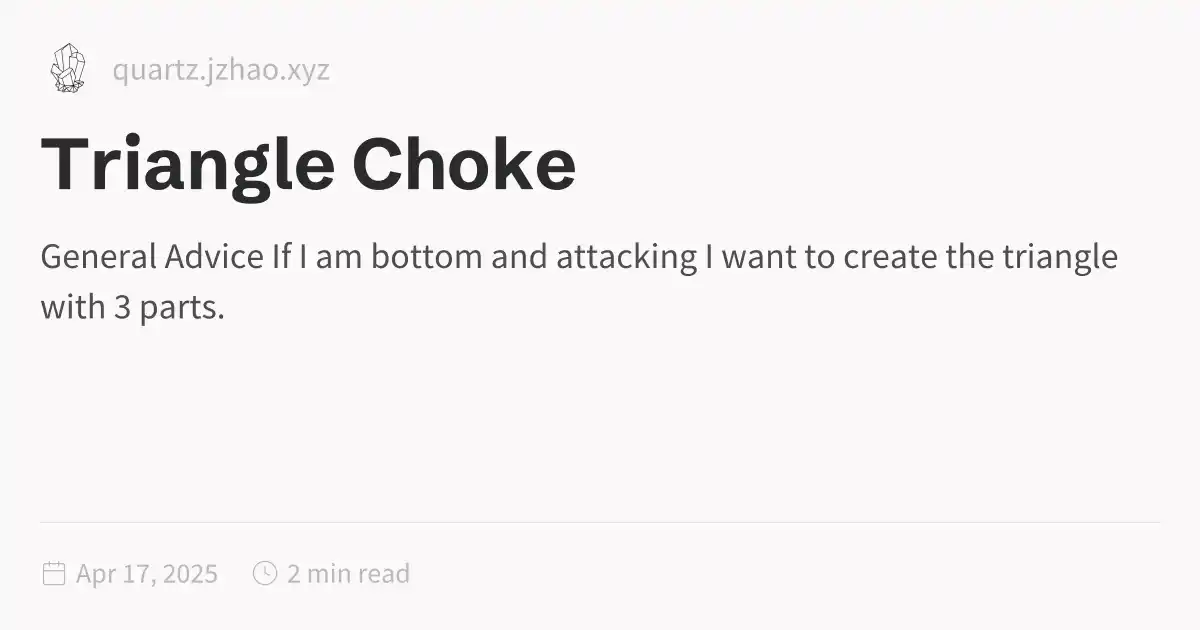 quartz.jzhao.xyz
Triangle Choke
General Advice If I am bottom and attacking I want to create the triangle
with 3 parts.
Apr 17, 2025 2 min read